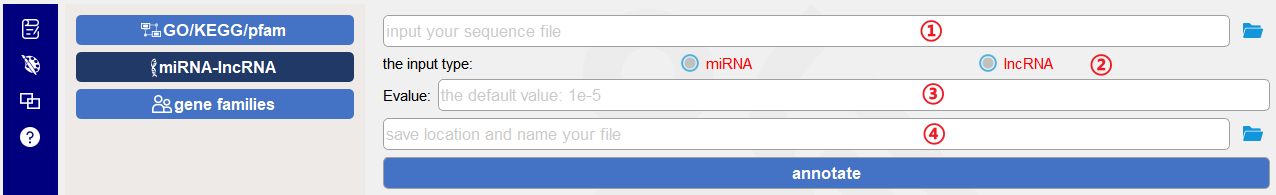 GO/KEGG/pfam
miRNA-lncRNA
gene families
input your sequence file ①
the input type: miRNA lncRNA ②
Evalue: the default value: 1e-5 ③
save location and name your file ④
annotate